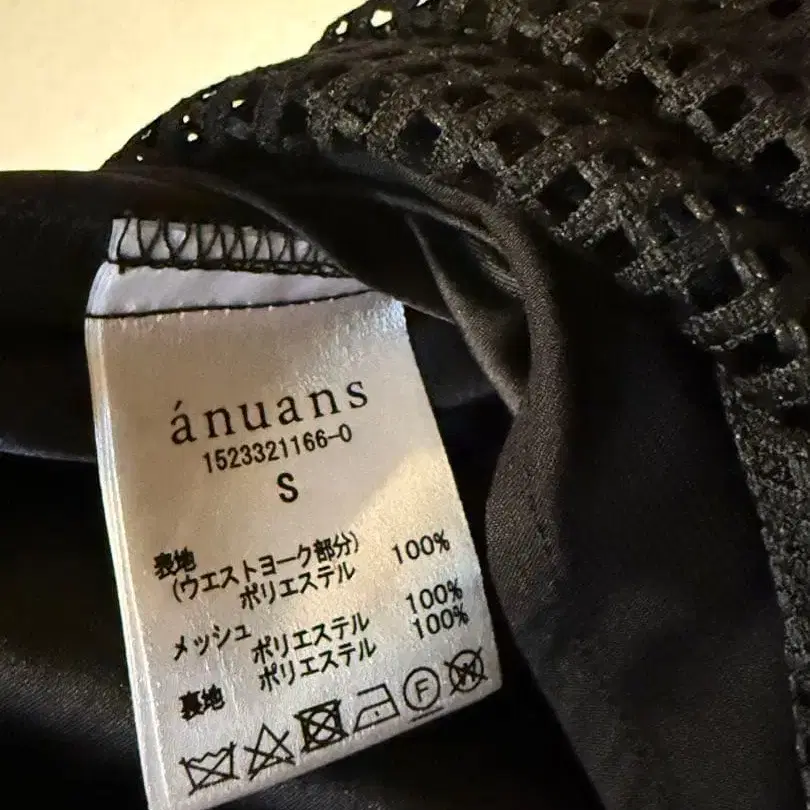 ánuans
1523321166-0
S
表地
(ウエストヨーク部分)
ポリエステル 100%
メッシュ
ポリエステル 100%
ポリエステル 100%
裏地
F
W